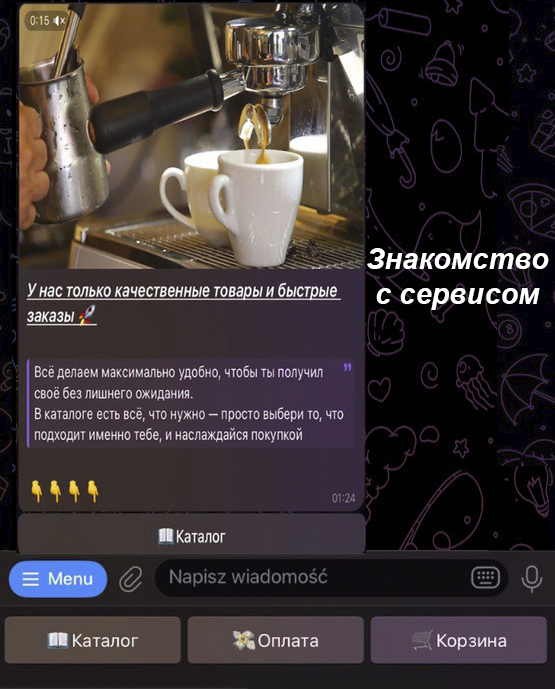 0:15
Знакомство
с сервисом
У нас только качественные товары и быстрые
заказы 🚀
Всё делаем максимально удобно, чтобы ты получил
своё без лишнего ожидания.
В каталоге есть всё, что нужно — просто выбери то, что
подходит именно тебе, и наслаждайся покупкой
👇👇👇👇
01:24
📖Каталог
Menu
Napisz wiadomość
📖Каталог
💸Оплата
🛒Корзина